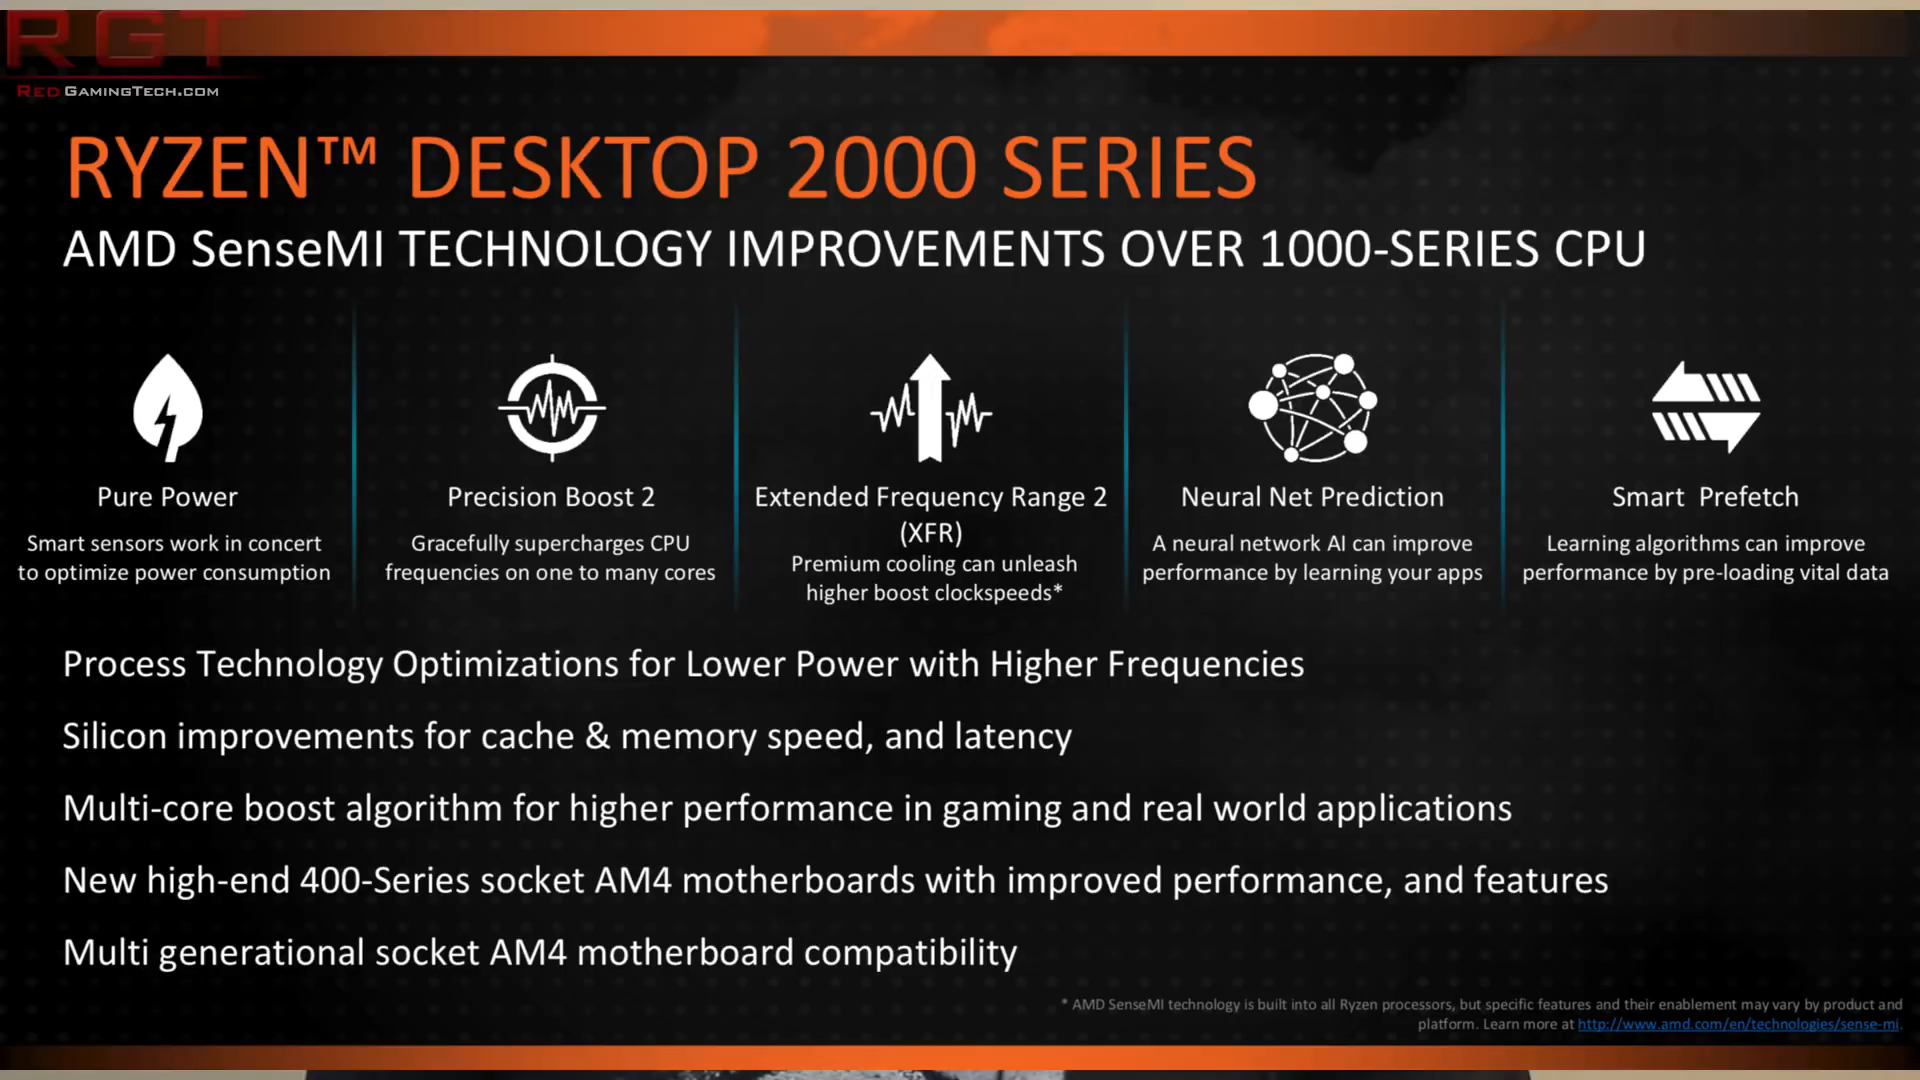 RGT
RED GAMINGTECH.COM
RYZEN™ DESKTOP 2000 SERIES
AMD SenseMI TECHNOLOGY IMPROVEMENTS OVER 1000-SERIES CPU
Pure Power
Smart sensors work in concert
to optimize power consumption
Precision Boost 2
Gracefully supercharges CPU
frequencies on one to many cores
Extended Frequency Range 2
(XFR)
Premium cooling can unleash
higher boost clockspeeds*
Neural Net Prediction
A neural network AI can improve
performance by learning your apps
Smart Prefetch
Learning algorithms can improve
performance by pre-loading vital data
Process Technology Optimizations for Lower Power with Higher Frequencies
Silicon improvements for cache & memory speed, and latency
Multi-core boost algorithm for higher performance in gaming and real world applications
New high-end 400-Series socket AM4 motherboards with improved performance, and features
Multi generational socket AM4 motherboard compatibility
* AMD SenseMI technology is built into all Ryzen processors, but specific features and their enablement may vary by product and
platform. Learn more at http://www.amd.com/en/technologies/sense-mi.